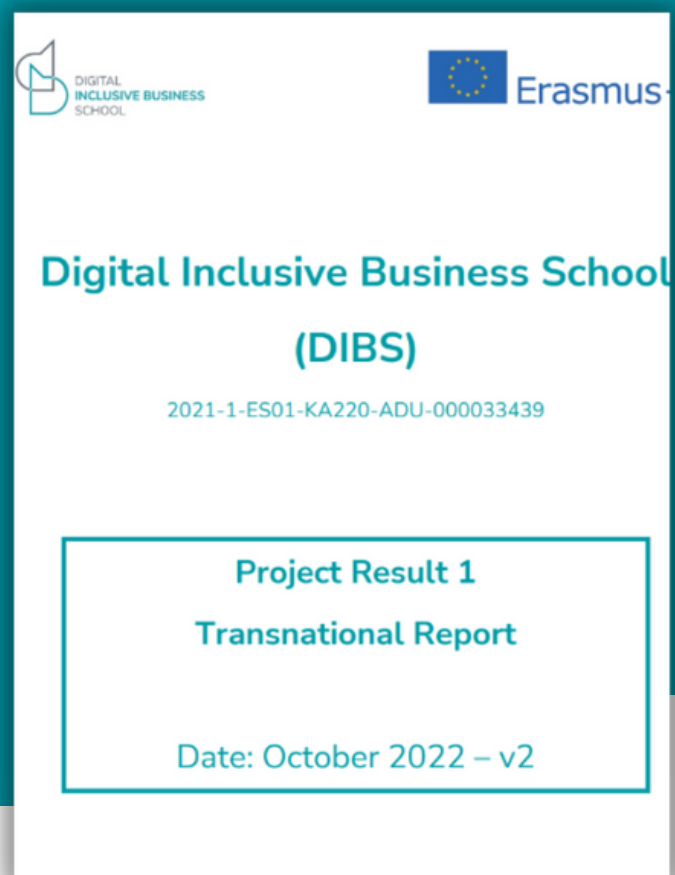 DIGITAL
INCLUSIVE BUSINESS
SCHOOL
Erasmus+
Digital Inclusive Business School
(DIBS)
2021-1-ES01-KA220-ADU-000033439
Project Result 1
Transnational Report
Date: October 2022 – v2